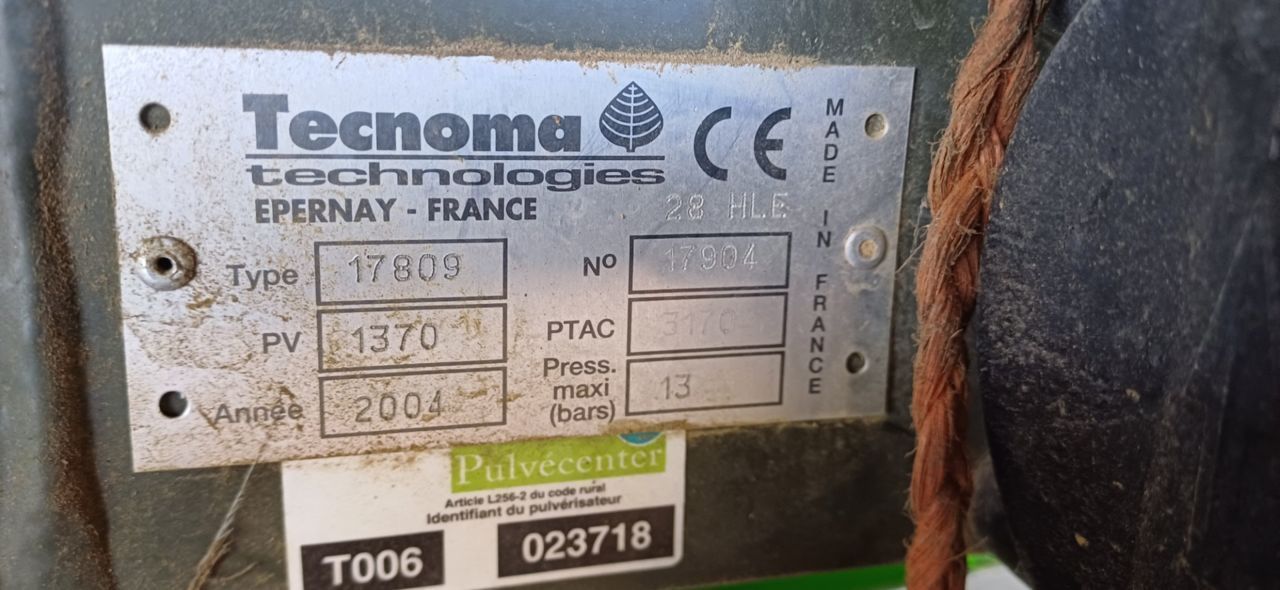 Tecnoma
technologies
EPERNAY - FRANCE
CE
28 HLE
MADE IN FRANCE
Type 17809
Nº 17904
PV 1370
PTAC 3170
Année 2004
Press. maxi (bars) 13
Pulvécenter
Article L256-2 du code rural
Identifiant du pulvérisateur
T006 023718